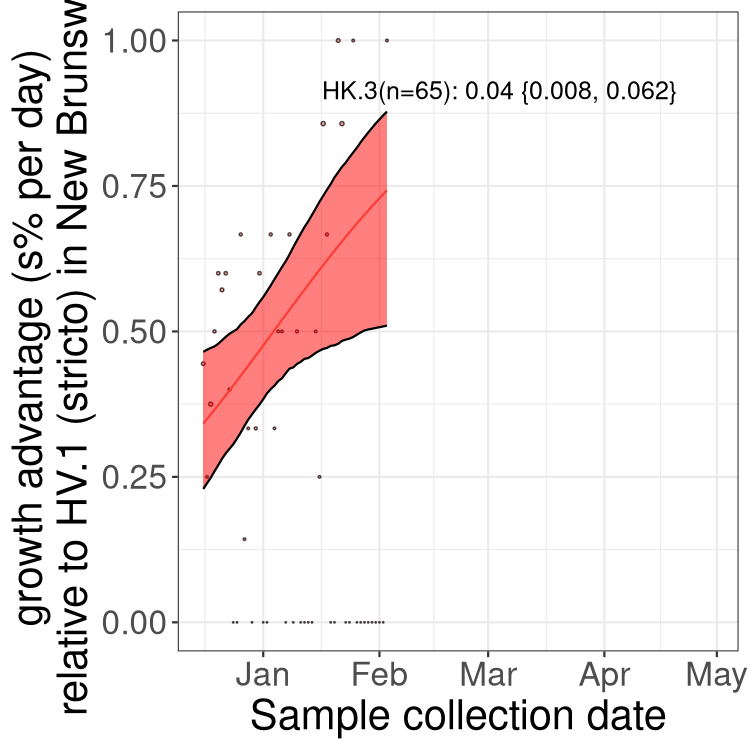 growth advantage (s% per day)
relative to HV.1 (stricto) in New Brunsw
1.00
0.75
0.50
0.25
0.00
HK.3(n=65): 0.04 {0.008, 0.062}
Jan Feb Mar Apr May
Sample collection date